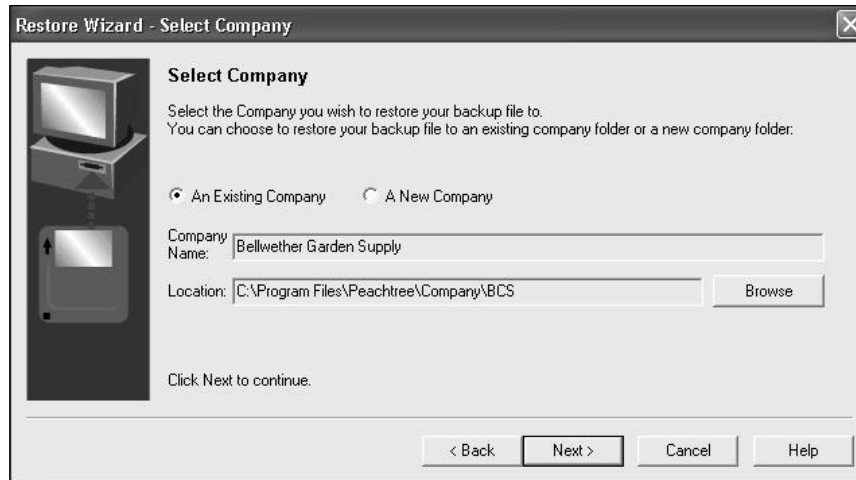 Restore Wizard - Select Company
Select Company
Select the Company you wish to restore your backup file to.
You can choose to restore your backup file to an existing company folder or a new company folder:
An Existing Company A New Company
Company
Name: Bellwether Garden Supply
Location: C:\Program Files\Peachtree\Company\BCS Browse
Click Next to continue.
< Back Next > Cancel Help